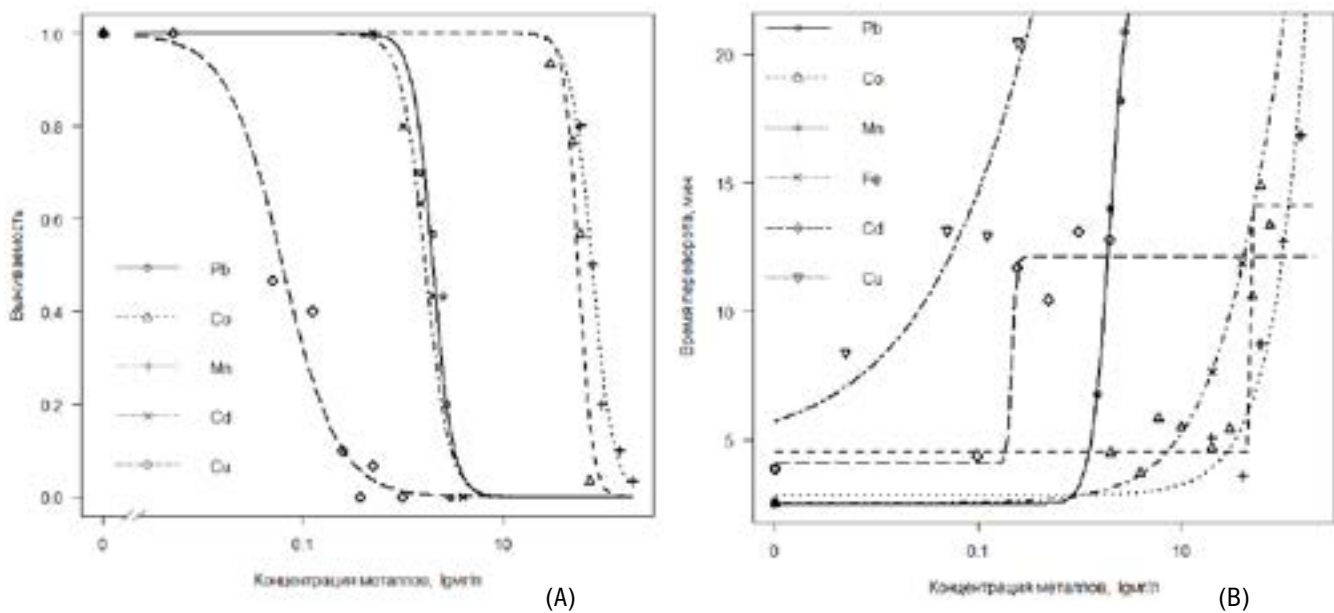 1.0
0.8
0.6
0.4
0.2
0.0
Выживаемость
Pb
Co
Mn
Cd
Cu
0
0.1
10
Концентрация металлов, lgмг/л
(A)
20
15
10
5
Время переворота, мин
Pb
Co
Mn
Fe
Cd
Cu
0
0.1
10
Концентрация металлов, lgмг/л
(B)